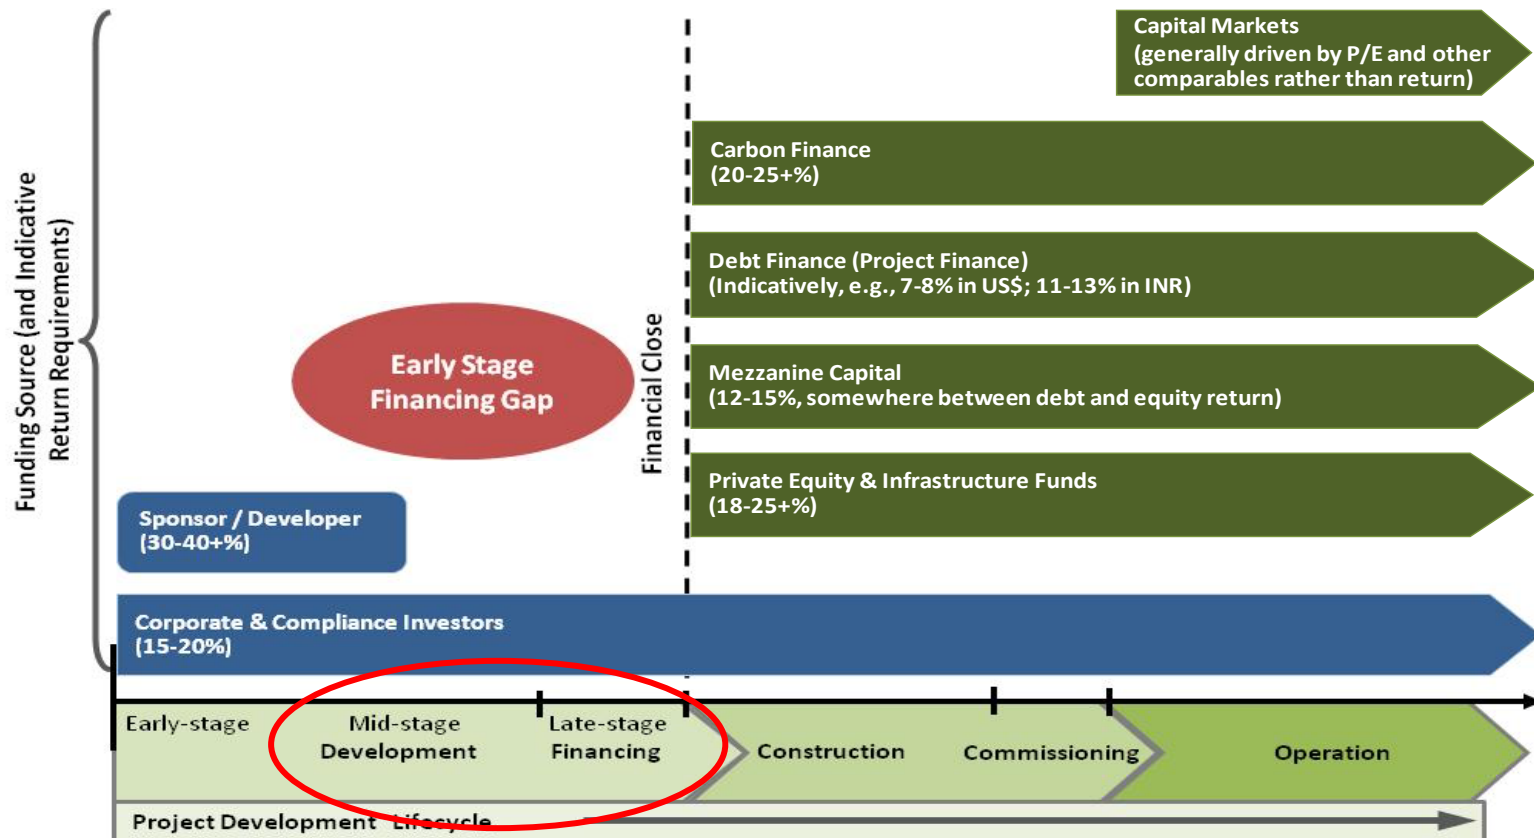 Funding Source (and Indicative
Return Requirements)
Capital Markets
(generally driven by P/E and other
comparables rather than return)
Carbon Finance
(20-25+%)
Debt Finance (Project Finance)
(Indicatively, e.g., 7-8% in US$; 11-13% in INR)
Early Stage
Financing Gap
Financial Close
Mezzanine Capital
(12-15%, somewhere between debt and equity return)
Private Equity & Infrastructure Funds
(18-25+%)
Sponsor / Developer
(30-40+%)
Corporate & Compliance Investors
(15-20%)
Early-stage
Mid-stage
Development
Late-stage
Financing
Construction
Commissioning
Operation
Project Development Lifecycle